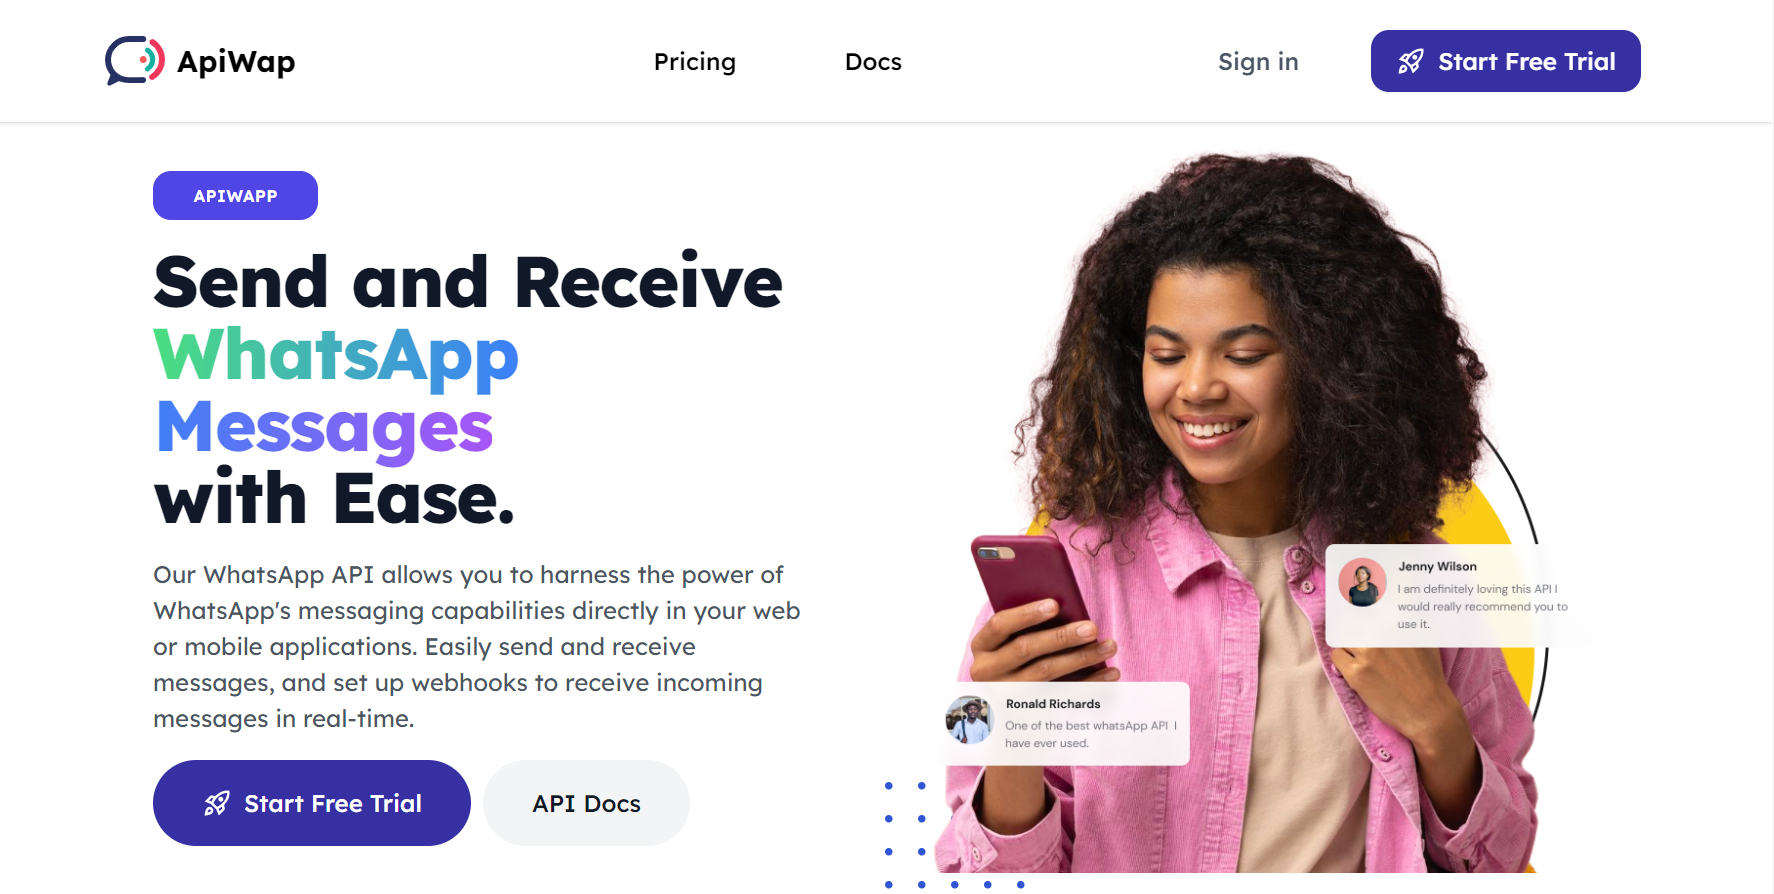 ApiWap
Pricing
Docs
Sign in
Start Free Trial
APIWAPP
Send and Receive
WhatsApp
Messages
with Ease.
Our WhatsApp API allows you to harness the power of
WhatsApp's messaging capabilities directly in your web
or mobile applications. Easily send and receive
messages, and set up webhooks to receive incoming
messages in real-time.
Start Free Trial
API Docs
Jenny Wilson
I am definitely loving this API I
would really recommend you to
use it.
Ronald Richards
One of the best whatsApp API I
have ever used.